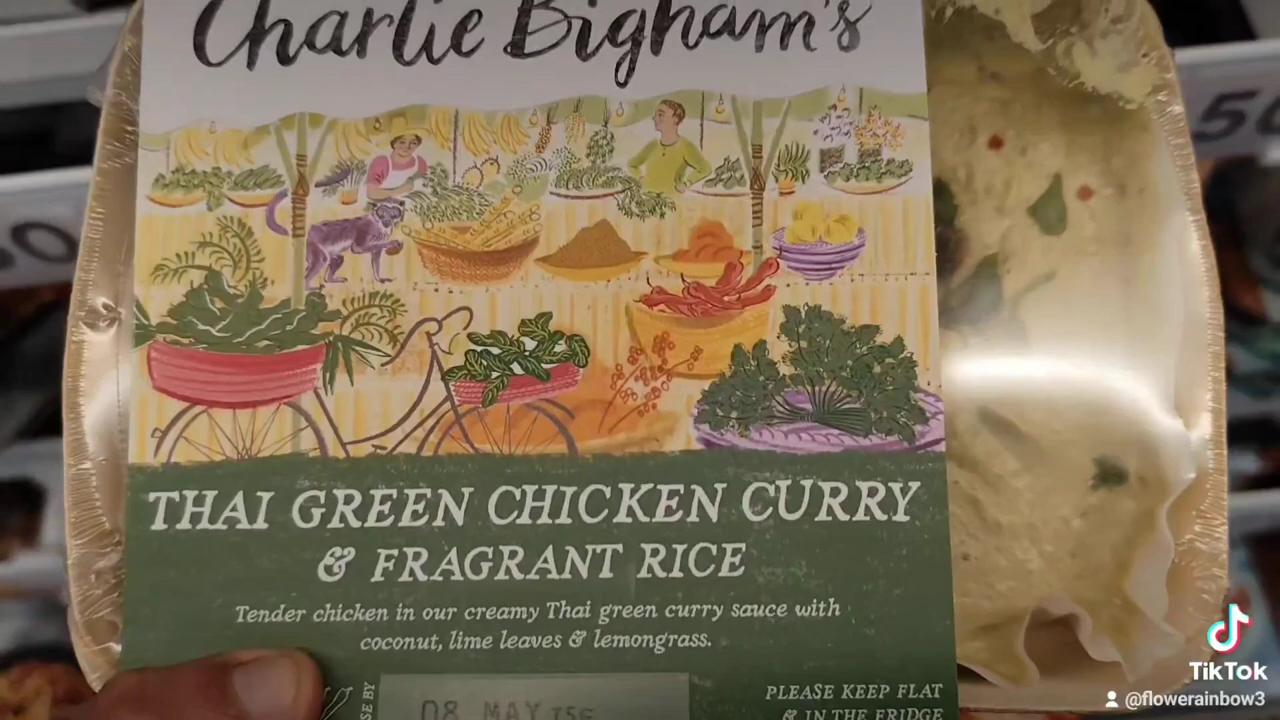 Charlie Bigham's
50
THAI GREEN CHICKEN CURRY
& FRAGRANT RICE
Tender chicken in our creamy Thai green curry sauce with
coconut, lime leaves & lemongrass.
08 MAY
PLEASE KEEP FLAT
& IN THE FRIDGE
TikTok
@flowerainbow3